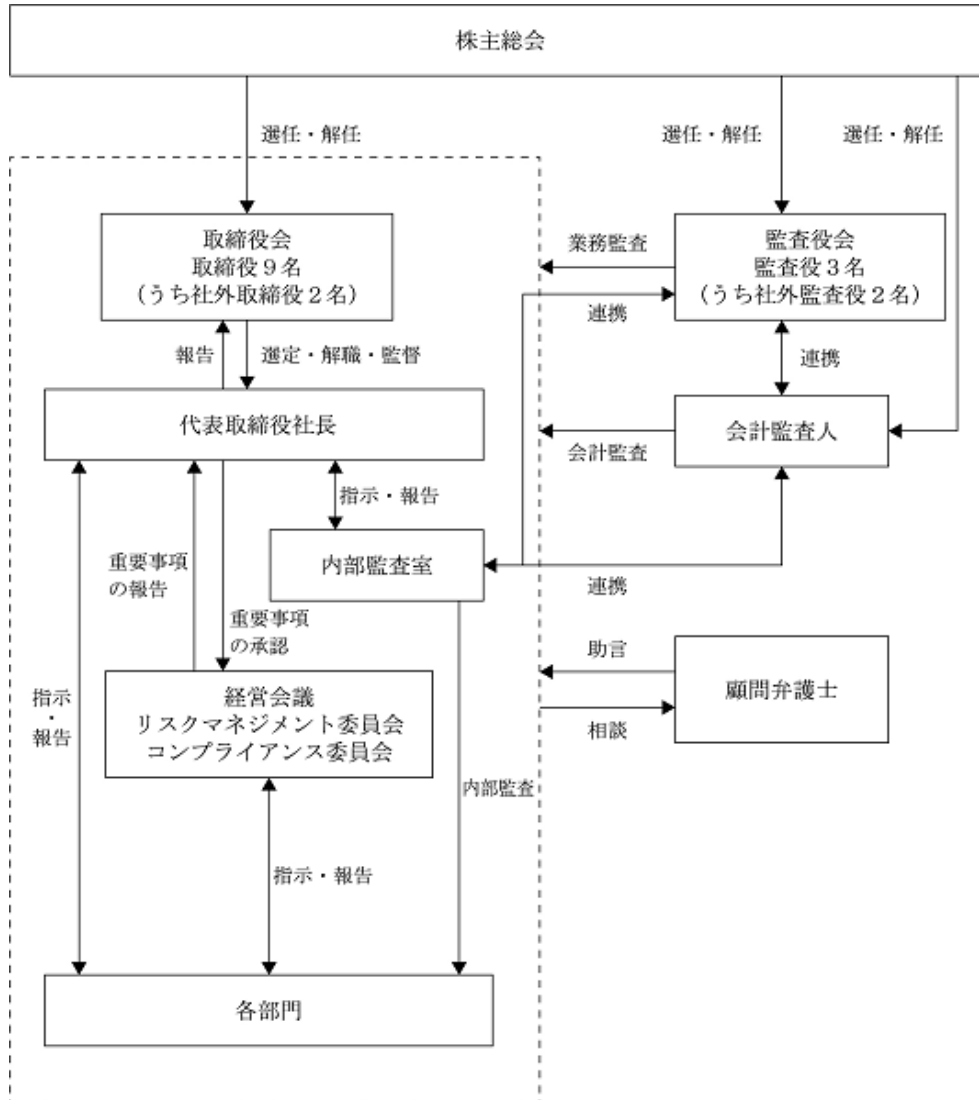 株主総会
選任・解任
選任・解任
選任・解任
取締役会
取締役９名
（うち社外取締役２名）
業務監査
監査役会
監査役３名
（うち社外監査役２名）
連携
報告
選定・解職・監督
連携
代表取締役社長
会計監査人
会計監査
指示・報告
内部監査室
重要事項
の報告
連携
重要事項
の承認
助言
顧問弁護士
相談
指示
・
報告
経営会議
リスクマネジメント委員会
コンプライアンス委員会
内部監査
指示・報告
各部門